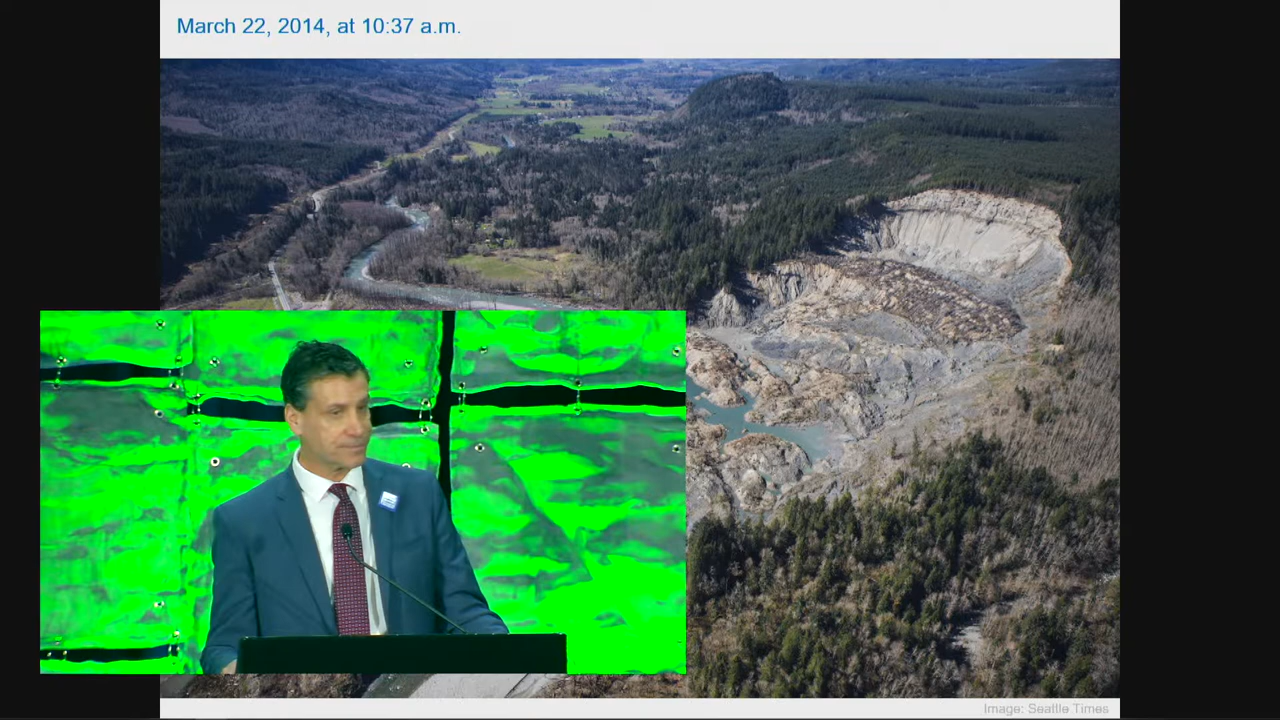 March 22, 2014, at 10:37 a.m.
Image: Seattle Times